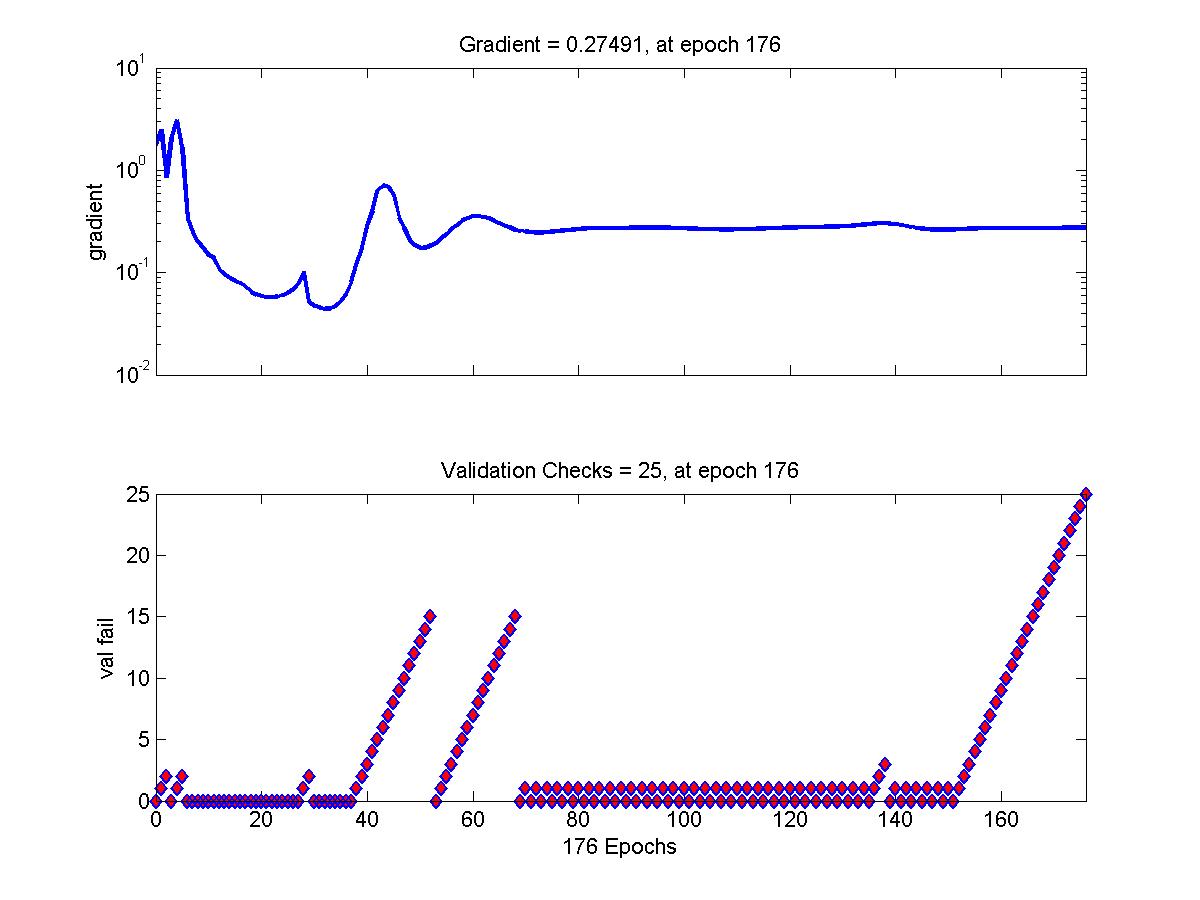 Gradient = 0.27491, at epoch 176
10^1
10^0
10^-1
10^-2
gradient
Validation Checks = 25, at epoch 176
25
20
15
10
5
0
val fail
0 20 40 60 80 100 120 140 160
176 Epochs